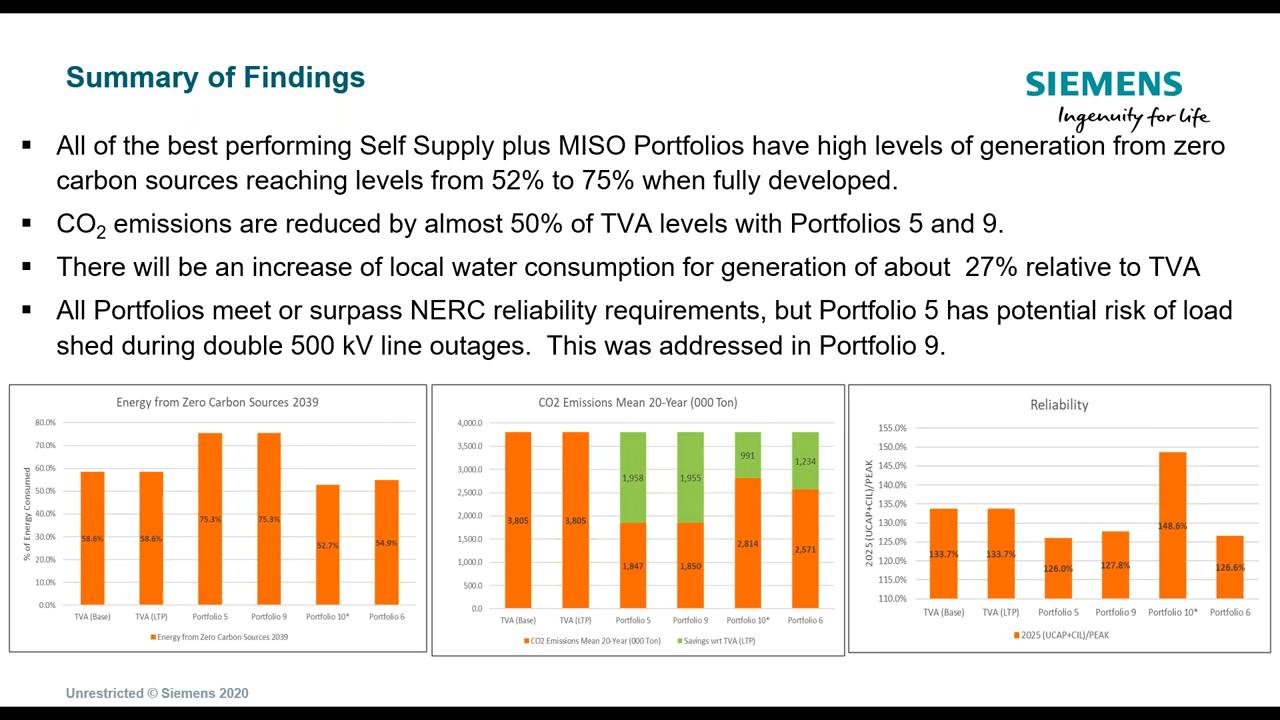 Summary of Findings
SIEMENS
Ingenuity for life
▪ All of the best performing Self Supply plus MISO Portfolios have high levels of generation from zero
carbon sources reaching levels from 52% to 75% when fully developed.
▪ CO2 emissions are reduced by almost 50% of TVA levels with Portfolios 5 and 9.
▪ There will be an increase of local water consumption for generation of about  27% relative to TVA
▪ All Portfolios meet or surpass NERC reliability requirements, but Portfolio 5 has potential risk of load
shed during double 500 kV line outages.  This was addressed in Portfolio 9.
Energy from Zero Carbon Sources 2039
% of Energy Consumed
80.0%
70.0%
60.0%
50.0%
40.0%
30.0%
20.0%
10.0%
0.0%
58.6% 58.6% 75.3% 75.3% 52.7% 54.9%
TVA (Base) TVA (LTP) Portfolio 5 Portfolio 9 Portfolio 10* Portfolio 6
Energy from Zero Carbon Sources 2039
CO2 Emissions Mean 20-Year (000 Ton)
4,000.0
3,500.0
3,000.0
2,500.0
2,000.0
1,500.0
1,000.0
500.0
0.0
1,958 1,955 991 1,234
3,805 3,805 1,847 1,850 2,814 2,571
TVA (Base) TVA (LTP) Portfolio 5 Portfolio 9 Portfolio 10* Portfolio 6
CO2 Emissions Mean 20-Year (000 Ton) Savings wrt TVA (LTP)
Reliability
2025 (UCAP+CIL)/PEAK
155.0%
150.0%
145.0%
140.0%
135.0%
130.0%
125.0%
120.0%
115.0%
110.0%
133.7% 133.7% 126.0% 127.8% 148.6% 126.6%
TVA (Base) TVA (LTP) Portfolio 5 Portfolio 9 Portfolio 10* Portfolio 6
2025 (UCAP+CIL)/PEAK
Unrestricted © Siemens 2020